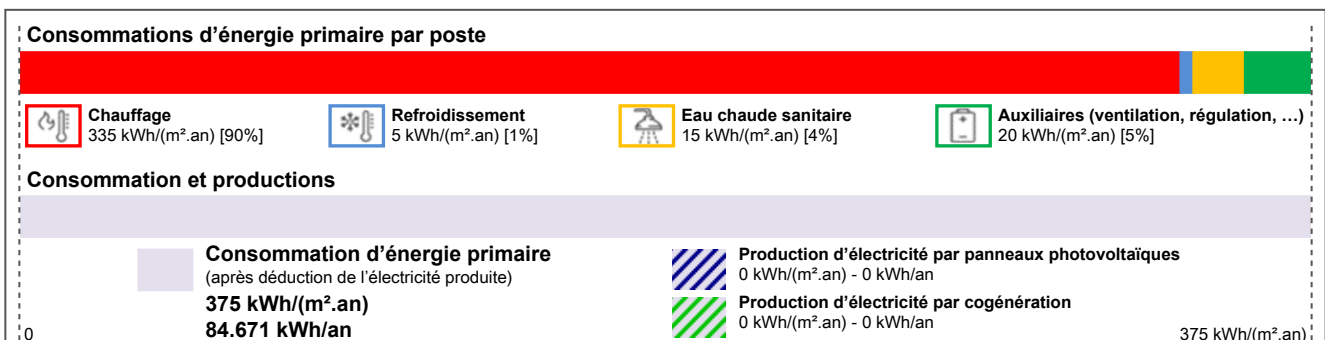 Consommations d’énergie primaire par poste
Chauffage
335 kWh/(m².an) [90%]
Refroidissement
5 kWh/(m².an) [1%]
Eau chaude sanitaire
15 kWh/(m².an) [4%]
Auxiliaires (ventilation, régulation, …)
20 kWh/(m².an) [5%]
Consommation et productions
Consommation d’énergie primaire
(après déduction de l’électricité produite)
375 kWh/(m².an)
84.671 kWh/an
Production d’électricité par panneaux photovoltaïques
0 kWh/(m².an) - 0 kWh/an
Production d’électricité par cogénération
0 kWh/(m².an) - 0 kWh/an
0
375 kWh/(m².an)